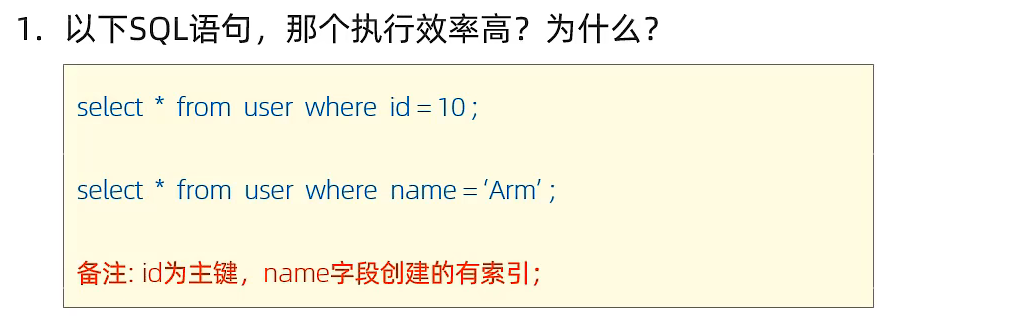 1. 以下SQL语句，那个执行效率高？为什么？
select * from user where id = 10 ;
select * from user where name = ‘Arm’ ;
备注: id为主键，name字段创建的有索引；